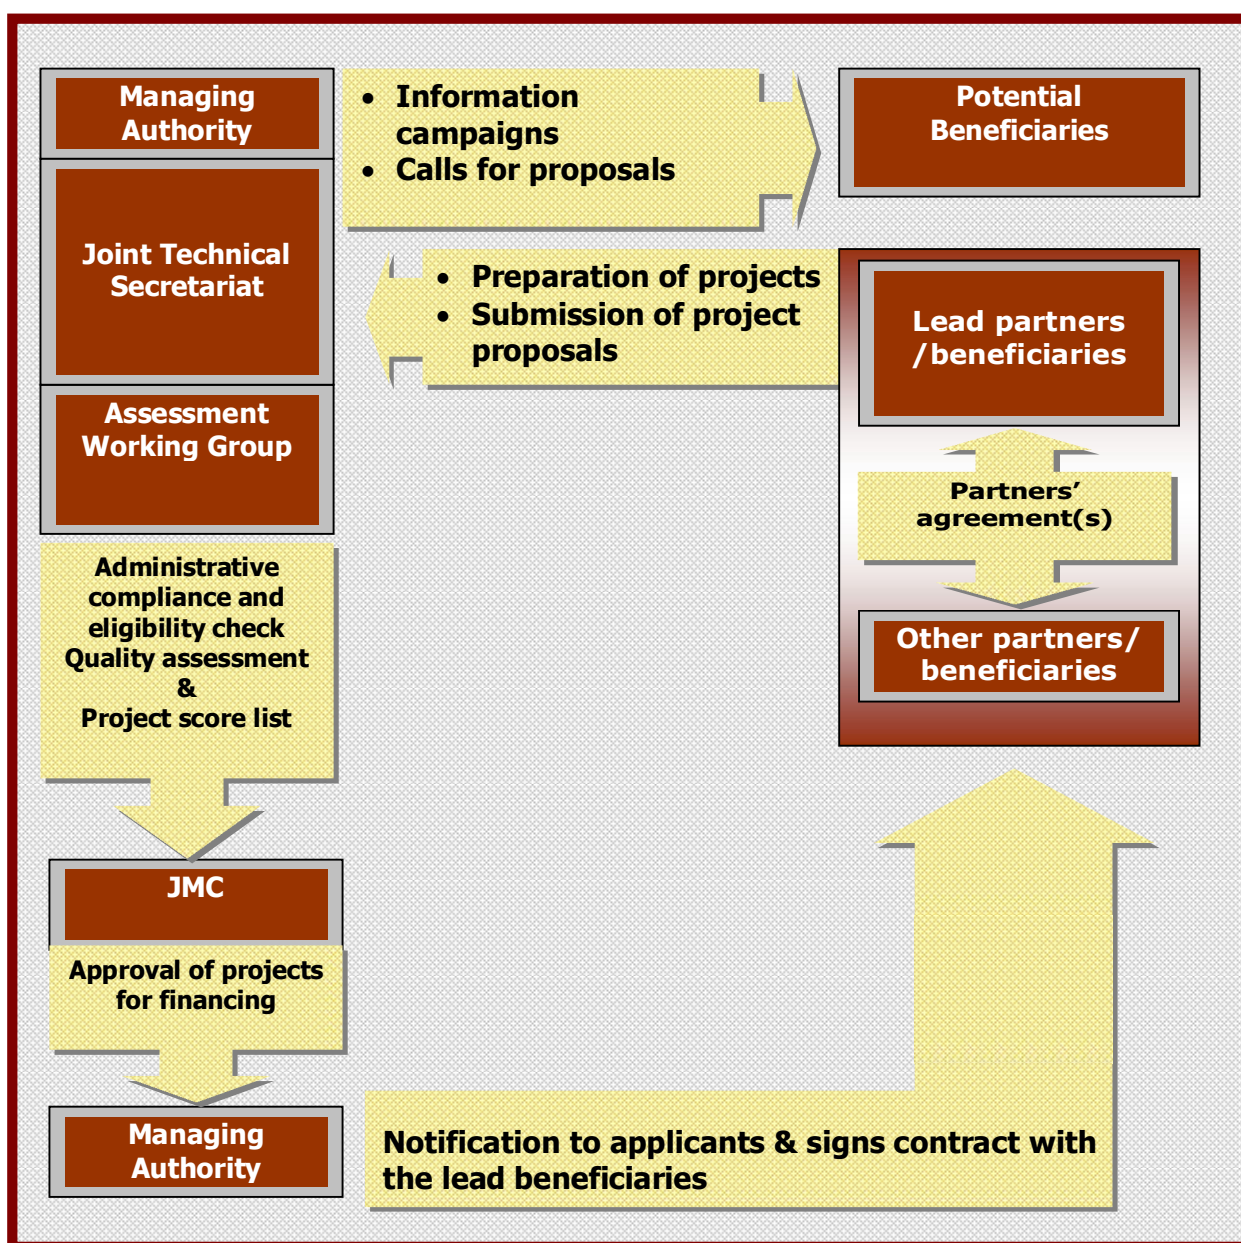 Managing
Authority
• Information
campaigns
• Calls for proposals
Potential
Beneficiaries
Joint Technical
Secretariat
• Preparation of projects
• Submission of project
proposals
Lead partners
/beneficiaries
Assessment
Working Group
Partners’
agreement(s)
Other partners/
beneficiaries
Administrative
compliance and
eligibility check
Quality assessment
&
Project score list
JMC
Approval of projects
for financing
Managing
Authority
Notification to applicants & signs contract with
the lead beneficiaries